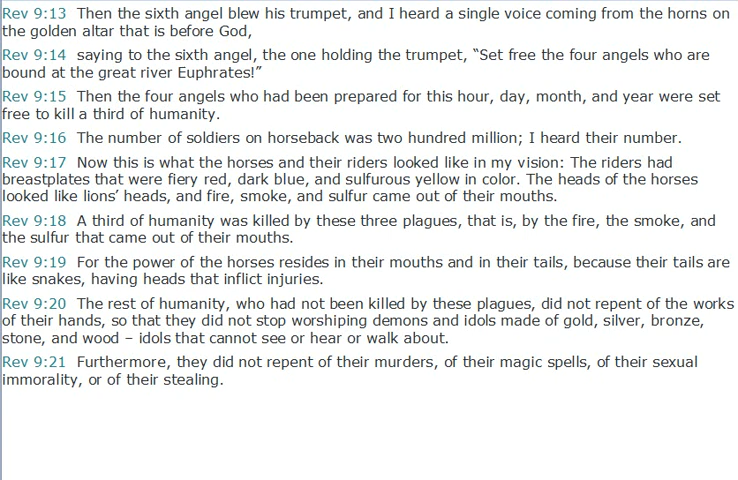 Rev 9:13  Then the sixth angel blew his trumpet, and I heard a single voice coming from the horns on
the golden altar that is before God,
Rev 9:14  saying to the sixth angel, the one holding the trumpet, “Set free the four angels who are
bound at the great river Euphrates!”
Rev 9:15  Then the four angels who had been prepared for this hour, day, month, and year were set
free to kill a third of humanity.
Rev 9:16  The number of soldiers on horseback was two hundred million; I heard their number.
Rev 9:17  Now this is what the horses and their riders looked like in my vision: The riders had
breastplates that were fiery red, dark blue, and sulfurous yellow in color. The heads of the horses
looked like lions’ heads, and fire, smoke, and sulfur came out of their mouths.
Rev 9:18  A third of humanity was killed by these three plagues, that is, by the fire, the smoke, and
the sulfur that came out of their mouths.
Rev 9:19  For the power of the horses resides in their mouths and in their tails, because their tails are
like snakes, having heads that inflict injuries.
Rev 9:20  The rest of humanity, who had not been killed by these plagues, did not repent of the works
of their hands, so that they did not stop worshiping demons and idols made of gold, silver, bronze,
stone, and wood – idols that cannot see or hear or walk about.
Rev 9:21  Furthermore, they did not repent of their murders, of their magic spells, of their sexual
immorality, or of their stealing.